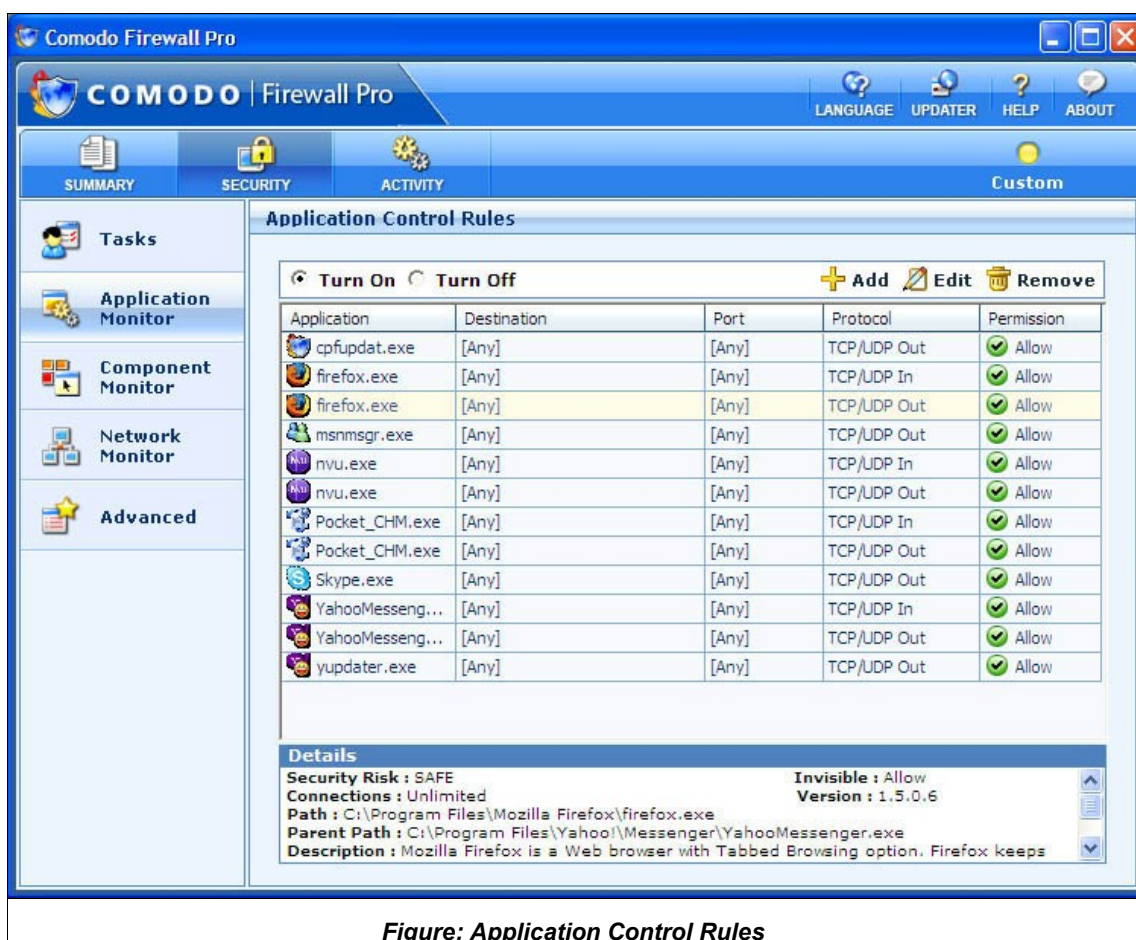 Comodo Firewall Pro
COMODO | Firewall Pro
LANGUAGE UPDATER HELP ABOUT
SUMMARY SECURITY ACTIVITY Custom
Tasks
Application Monitor
Component Monitor
Network Monitor
Advanced
Application Control Rules
Turn On Turn Off Add Edit Remove
Application Destination Port Protocol Permission
cpfupdat.exe [Any] [Any] TCP/UDP Out Allow
firefox.exe [Any] [Any] TCP/UDP In Allow
firefox.exe [Any] [Any] TCP/UDP Out Allow
msnmsgr.exe [Any] [Any] TCP/UDP Out Allow
nvu.exe [Any] [Any] TCP/UDP In Allow
nvu.exe [Any] [Any] TCP/UDP Out Allow
Pocket_CHM.exe [Any] [Any] TCP/UDP In Allow
Pocket_CHM.exe [Any] [Any] TCP/UDP Out Allow
Skype.exe [Any] [Any] TCP/UDP Out Allow
YahooMesseng... [Any] [Any] TCP/UDP In Allow
YahooMesseng... [Any] [Any] TCP/UDP Out Allow
yupdater.exe [Any] [Any] TCP/UDP Out Allow
Details
Security Risk : SAFE Invisible : Allow
Connections : Unlimited Version : 1.5.0.6
Path : C:\Program Files\Mozilla Firefox\firefox.exe
Parent Path : C:\Program Files\Yahoo!\Messenger\YahooMessenger.exe
Description : Mozilla Firefox is a Web browser with Tabbed Browsing option. Firefox keeps
Figure: Application Control Rules